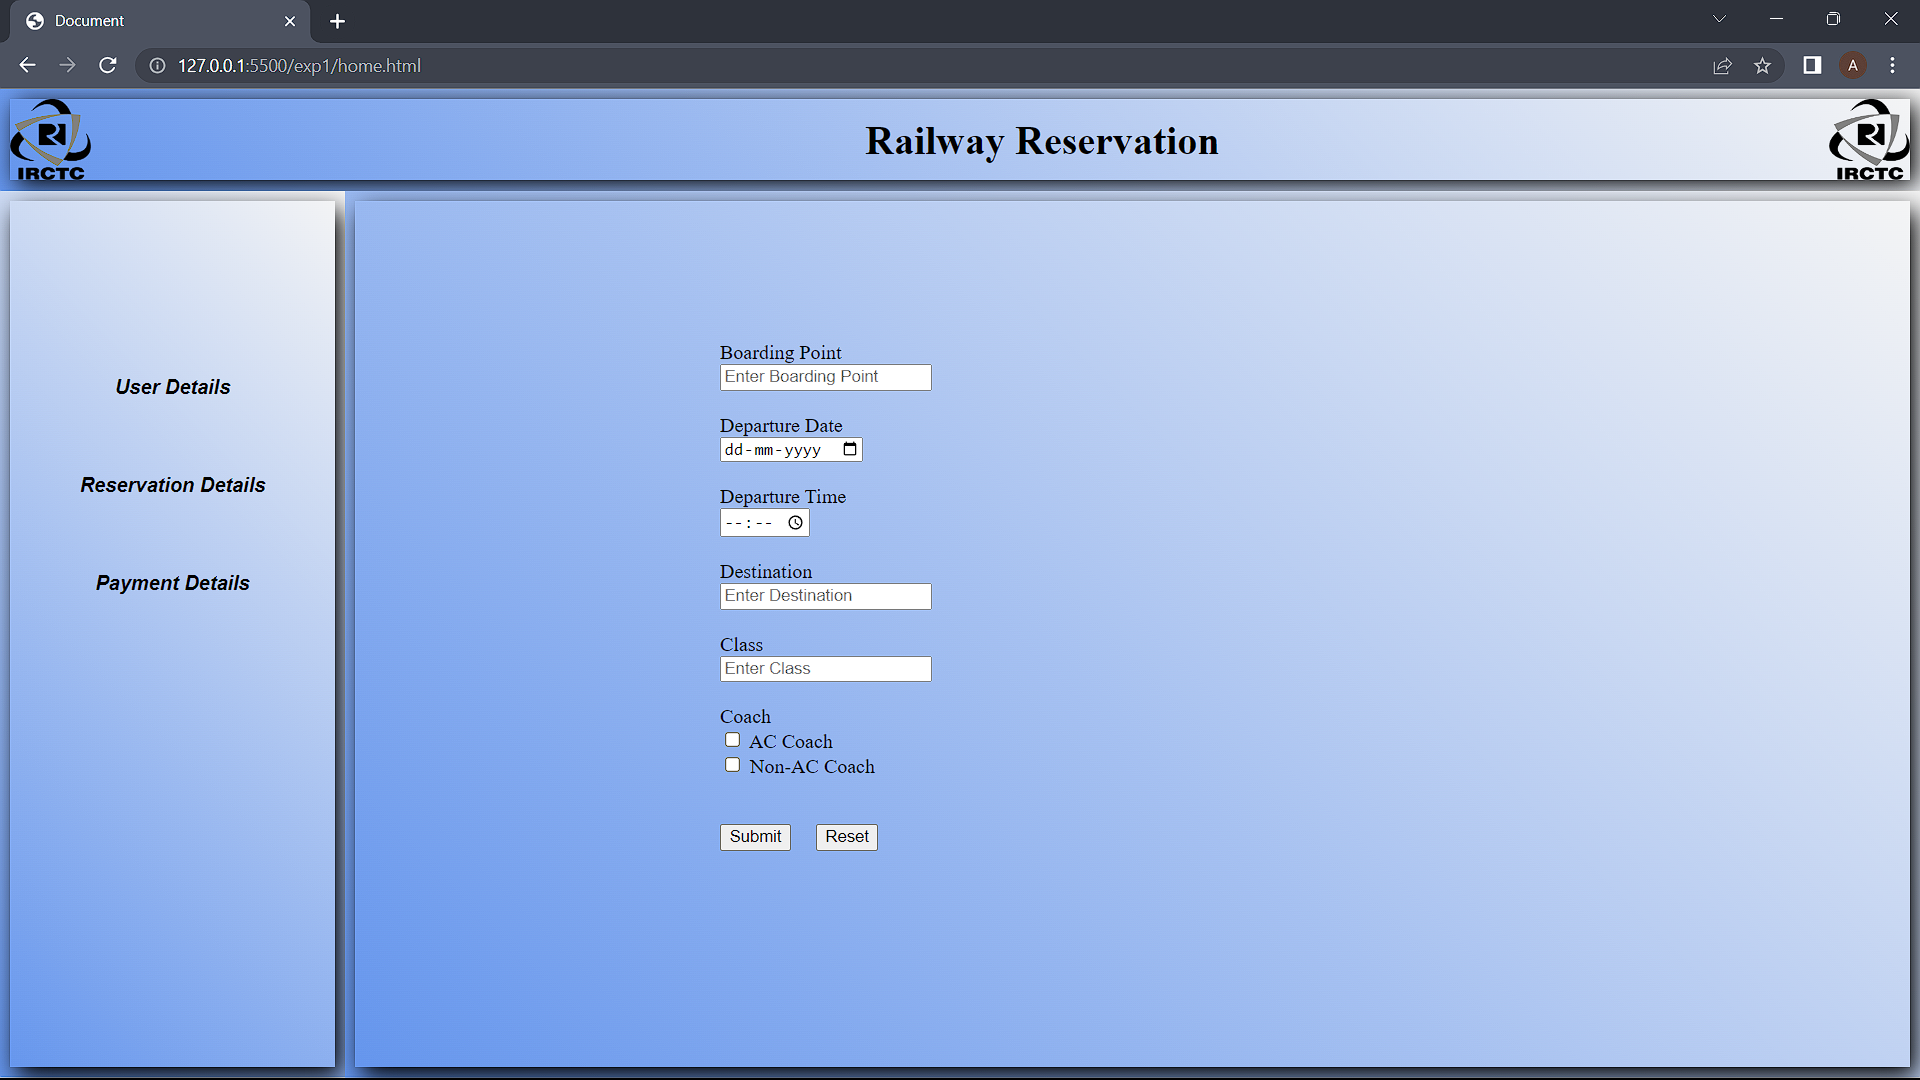 Document
127.0.0.1:5500/exp1/home.html
A
IRCTC
Railway Reservation
IRCTC
User Details
Reservation Details
Payment Details
Boarding Point
Enter Boarding Point
Departure Date
dd-mm-yyyy
Departure Time
--:--
Destination
Enter Destination
Class
Enter Class
Coach
AC Coach
Non-AC Coach
Submit Reset